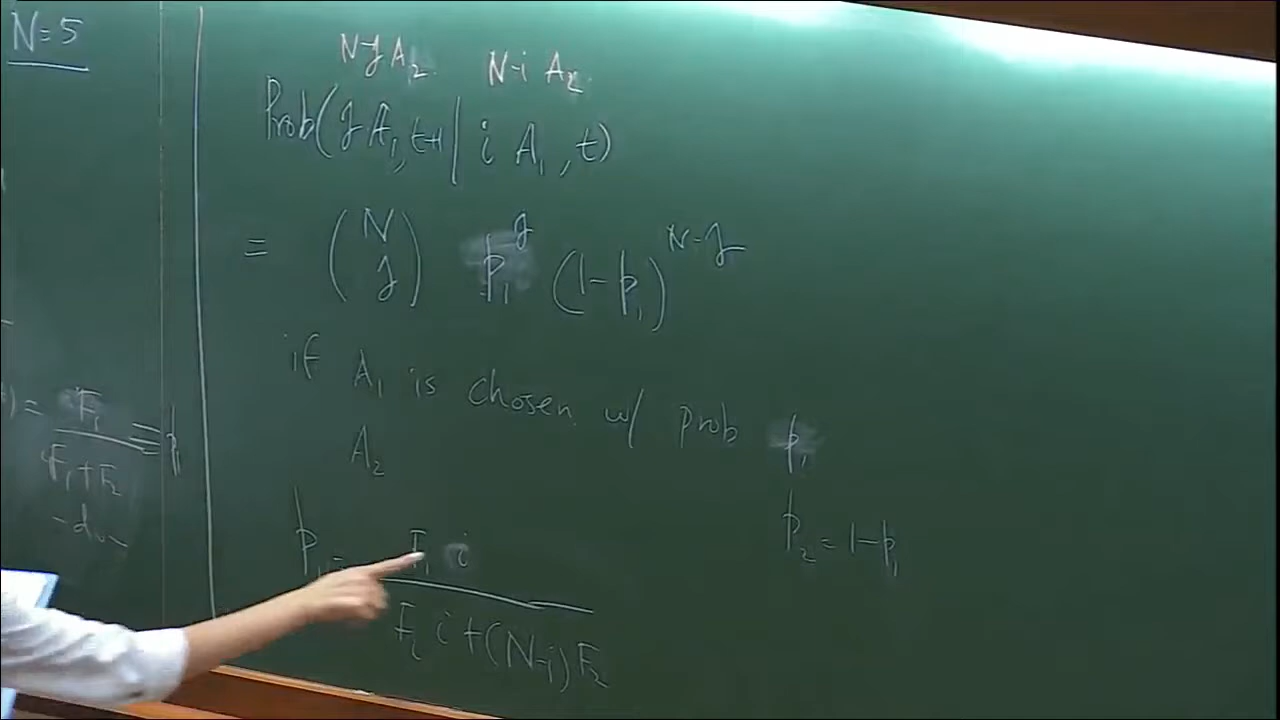 N=5
N-j A₂ N-i A₂
Prob(j A₁, t+1 | i A₁, t)
= (N j) p₁^j (1-p₁)^{N-j}
if A₁ is chosen w/ prob p₁
A₂ p₂ = 1-p₁
p₁ = F₁ i
F₁ i + (N-i) F₂
) = F₁ = p₁
F₁+F₂